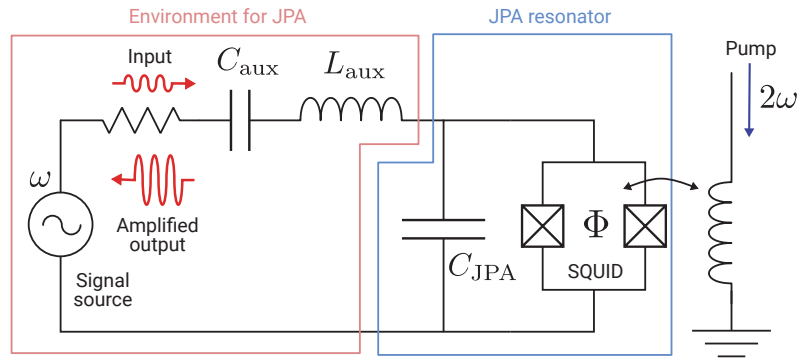 Environment for JPA
JPA resonator
Input
C_aux
L_aux
Pump
2ω
ω
Amplified
output
Signal
source
C_JPA
Φ
SQUID